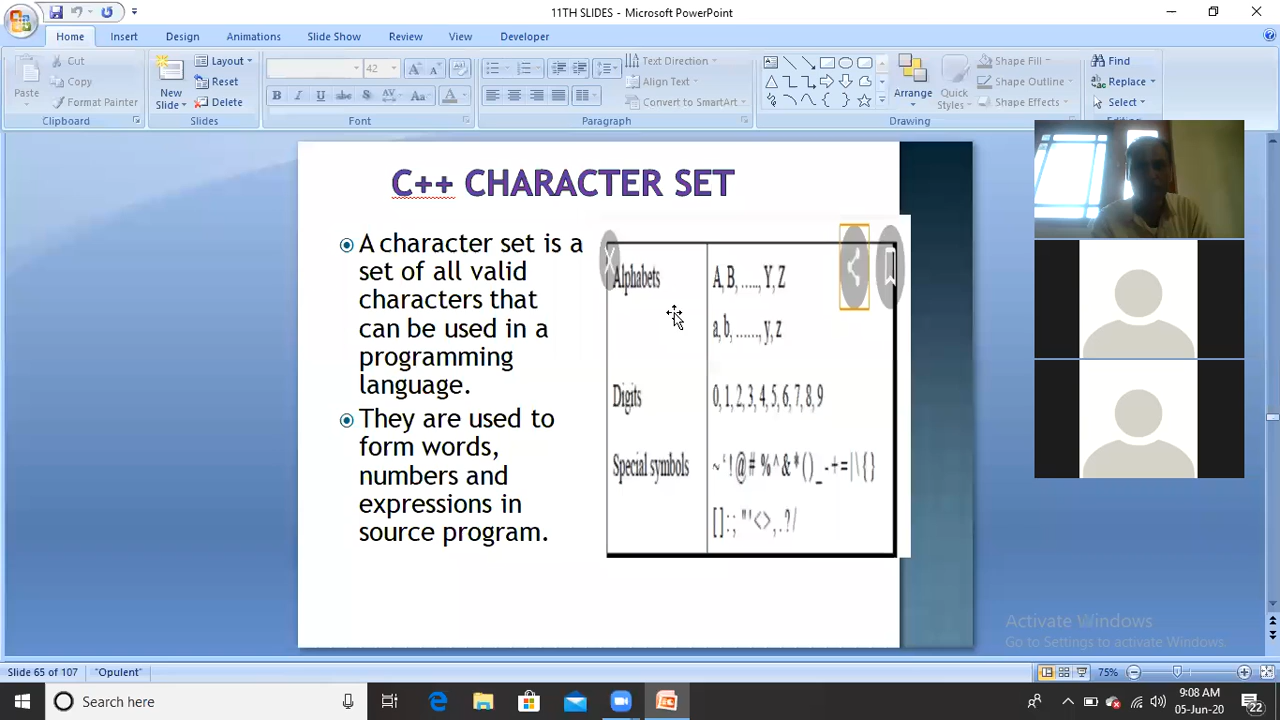 11TH SLIDES - Microsoft PowerPoint
Home Insert Design Animations Slide Show Review View Developer
Cut
Copy
Format Painter
Paste
Clipboard
New Slide
Layout
Reset
Delete
Slides
42
B I U abe S AV Aa A
Font
Text Direction
Align Text
Convert to SmartArt
Paragraph
Arrange
Quick Styles
Shape Fill
Shape Outline
Shape Effects
Drawing
Find
Replace
Select
C++ CHARACTER SET
A character set is a
set of all valid
characters that
can be used in a
programming
language.
They are used to
form words,
numbers and
expressions in
source program.
Alphabets A, B, ....., Y, Z
a, b, ......, y, z
Digits 0, 1, 2, 3, 4, 5, 6, 7, 8, 9
Special symbols ~ ' ! @ # % ^ & * ( ) _ - + = | \ { }
[ ] : ; " ' < > , . ? /
Activate Windows
Go to Settings to activate Windows.
Slide 65 of 107 "Opulent" 75%
Search here
9:08 AM
05-Jun-20
22